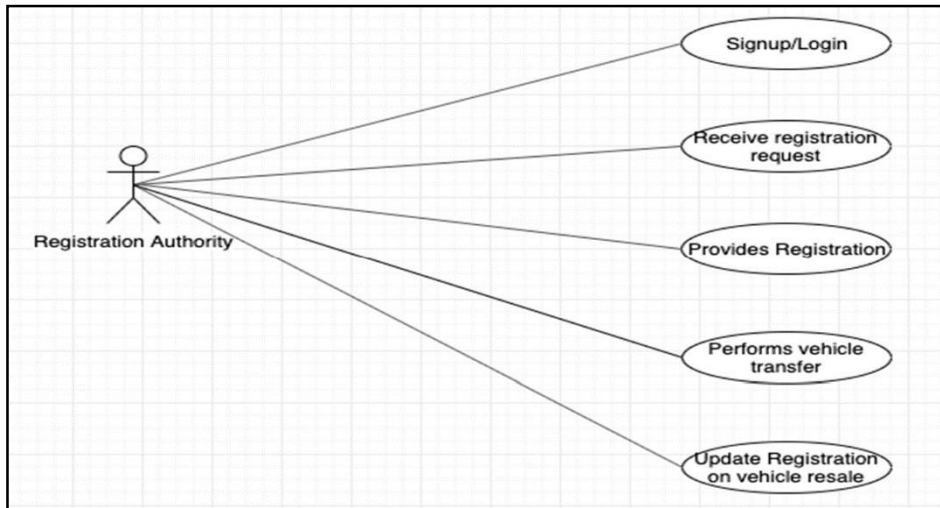 Signup/Login
Receive registration
request
Registration Authority
Provides Registration
Performs vehicle
transfer
Update Registration
on vehicle resale